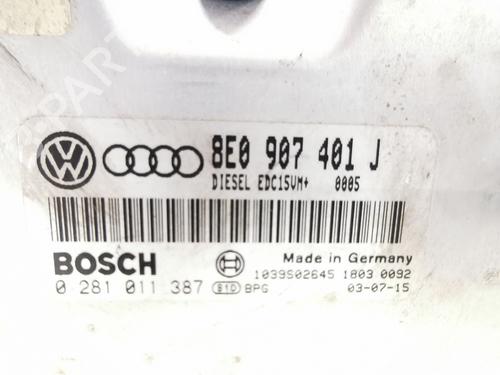 8E0 907 401 J
DIESEL EDC15VM+ 0005
BOSCH
Made in Germany
1039S02645 1803 0092
0 281 011 387 81D BPG 03-07-15